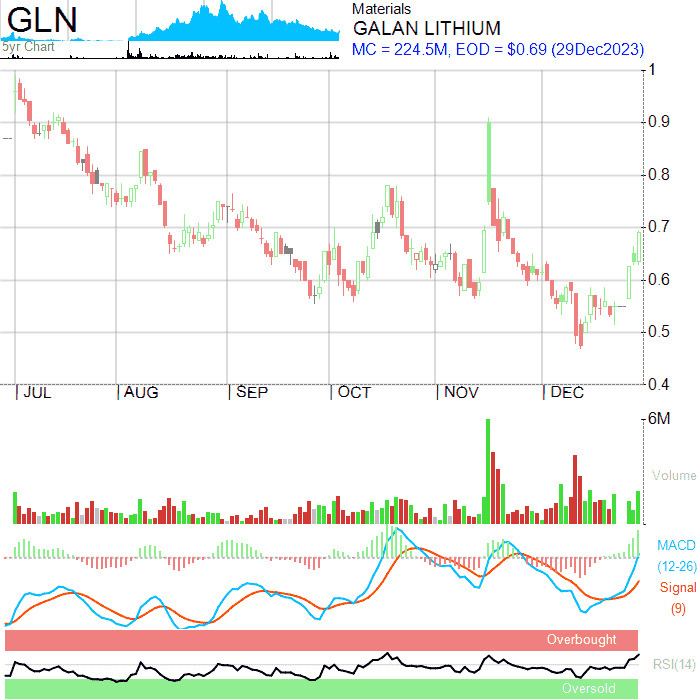 GLN
5yr Chart
Materials
GALAN LITHIUM
MC = 224.5M, EOD = $0.69 (29Dec2023)
1
0.9
0.8
0.7
0.6
0.5
0.4
JUL AUG SEP OCT NOV DEC
6M
Volume
MACD
(12-26)
Signal
(9)
Overbought
RSI(14)
Oversold